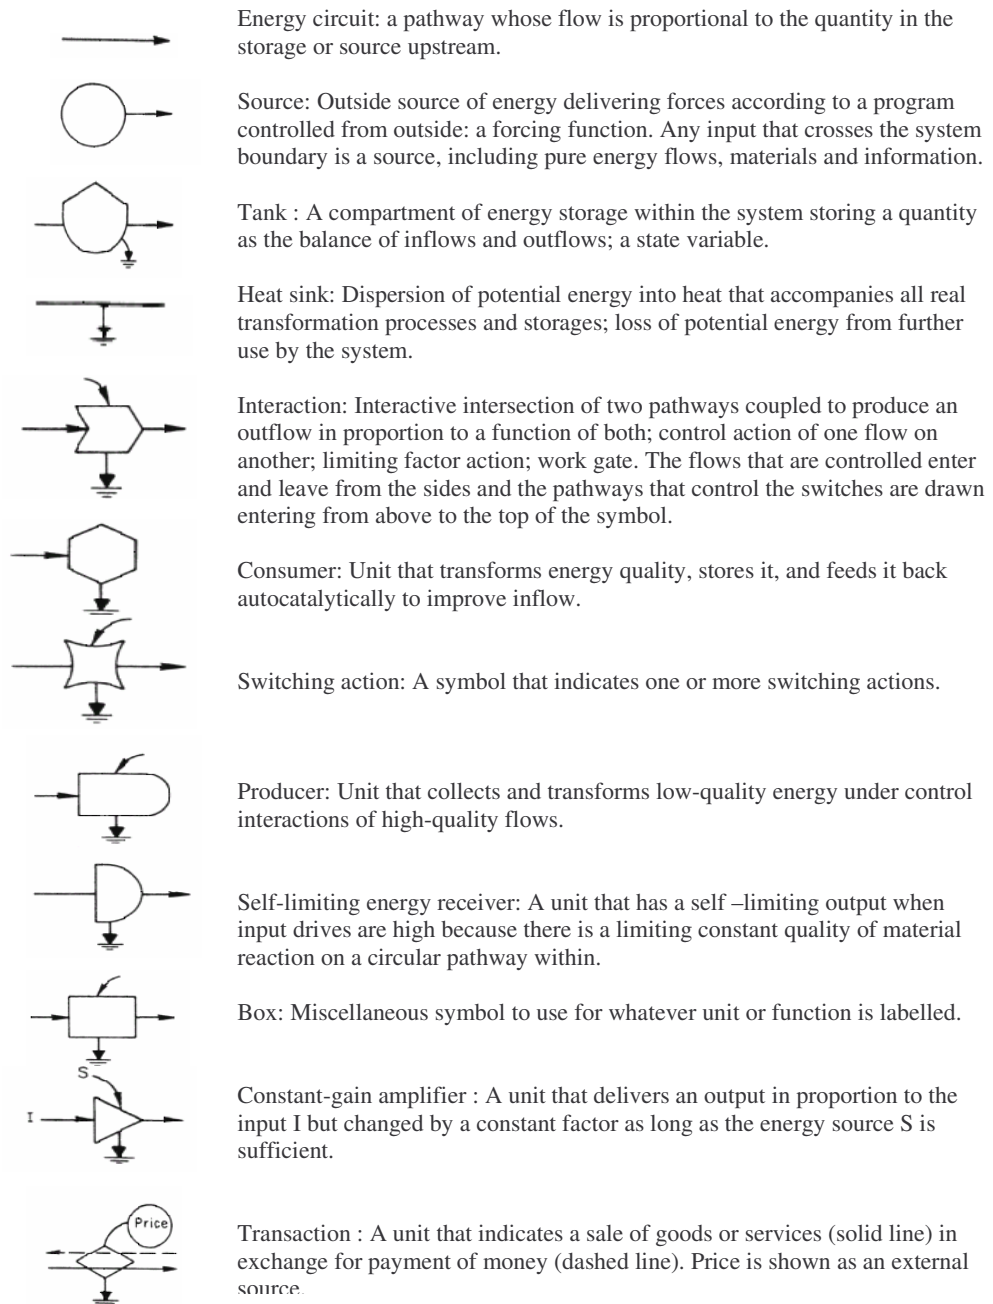 Energy circuit: a pathway whose flow is proportional to the quantity in the
storage or source upstream.
Source: Outside source of energy delivering forces according to a program
controlled from outside: a forcing function. Any input that crosses the system
boundary is a source, including pure energy flows, materials and information.
Tank : A compartment of energy storage within the system storing a quantity
as the balance of inflows and outflows; a state variable.
Heat sink: Dispersion of potential energy into heat that accompanies all real
transformation processes and storages; loss of potential energy from further
use by the system.
Interaction: Interactive intersection of two pathways coupled to produce an
outflow in proportion to a function of both; control action of one flow on
another; limiting factor action; work gate. The flows that are controlled enter
and leave from the sides and the pathways that control the switches are drawn
entering from above to the top of the symbol.
Consumer: Unit that transforms energy quality, stores it, and feeds it back
autocatalytically to improve inflow.
Switching action: A symbol that indicates one or more switching actions.
Producer: Unit that collects and transforms low-quality energy under control
interactions of high-quality flows.
Self-limiting energy receiver: A unit that has a self –limiting output when
input drives are high because there is a limiting constant quality of material
reaction on a circular pathway within.
Box: Miscellaneous symbol to use for whatever unit or function is labelled.
S
I
Constant-gain amplifier : A unit that delivers an output in proportion to the
input I but changed by a constant factor as long as the energy source S is
sufficient.
Price
Transaction : A unit that indicates a sale of goods or services (solid line) in
exchange for payment of money (dashed line). Price is shown as an external
source.